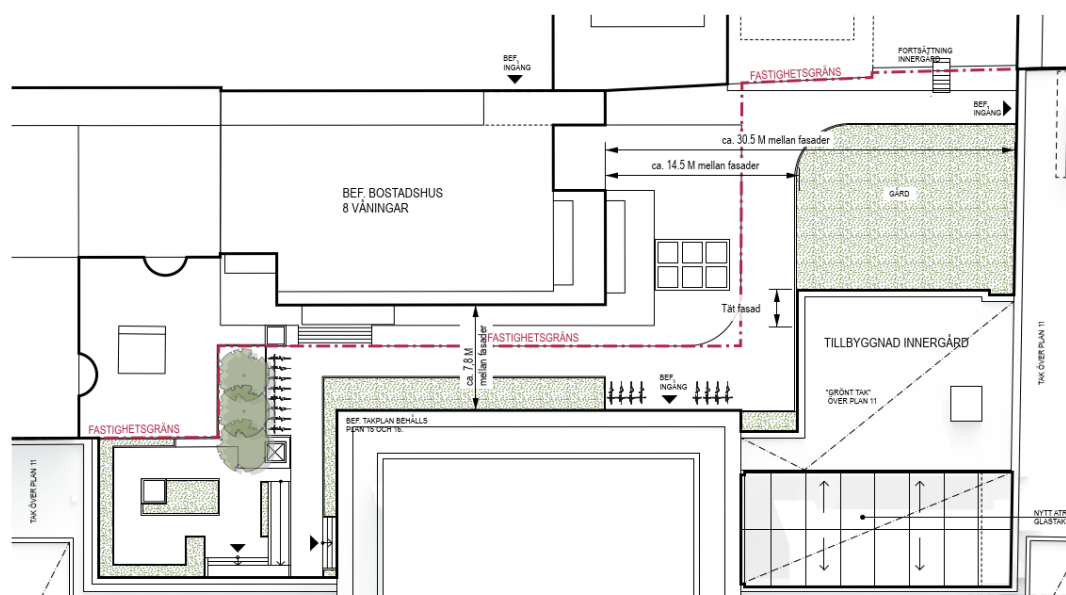 FORTSÄTTNING
INNERGÅRD
BEF,
INGÅNG
FASTIGHETSGRÄNS
BEF,
INGÅNG
ca. 30.5 M mellan fasader
ca. 14.5 M mellan fasader
BEF. BOSTADSHUS
8 VÅNINGAR
GÅRD
Tät fasad
FASTIGHETSGRÄNS
ca. 7,8 M
mellan fasader
TILLBYGGNAD INNERGÅRD
TAK ÖVER PLAN 11
BEF,
INGÅNG
"GRÖNT TAK"
ÖVER PLAN 11
FASTIGHETSGRÄNS
BEF. TAKPLAN BEHÅLLS
PLAN 15 OCH 16.
TAK ÖVER PLAN 11
NYTT ATR
GLASTAK